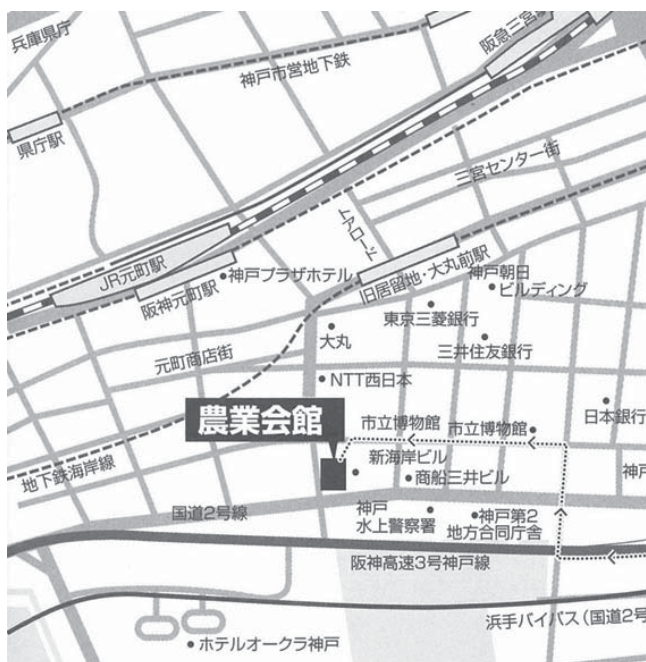 兵庫県庁
阪急三宮駅
神戸市営地下鉄
県庁駅
三宮センター街
トアロード
JR元町駅
阪神元町駅
神戸プラザホテル
旧居留地・大丸前駅
神戸朝日
ビルディング
東京三菱銀行
大丸
三井住友銀行
元町商店街
NTT西日本
農業会館
市立博物館
市立博物館
日本銀行
新海岸ビル
商船三井ビル
神戸
地下鉄海岸線
国道2号線
神戸
水上警察署
神戸第2
地方合同庁舎
阪神高速3号神戸線
浜手バイパス(国道2号
ホテルオークラ神戸